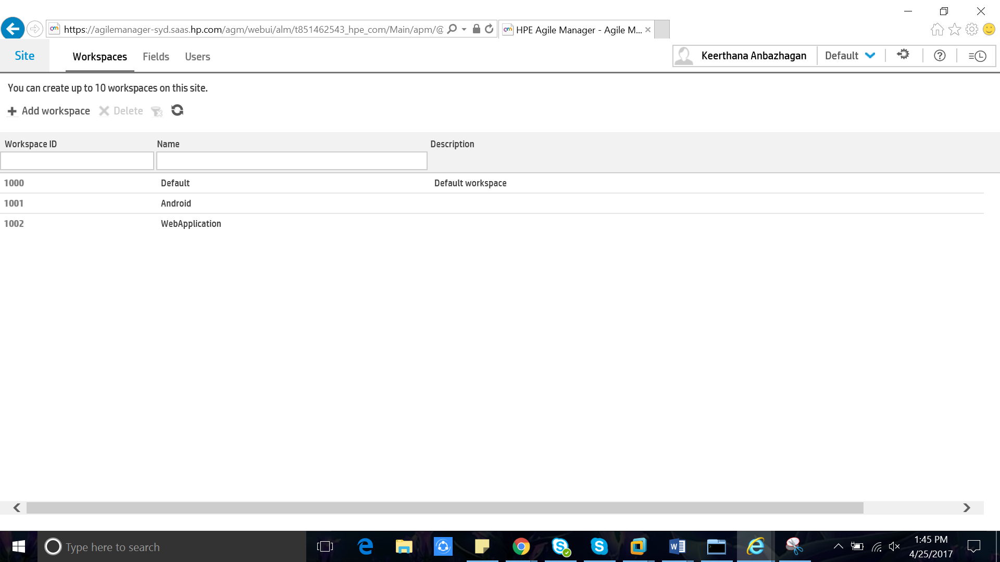 https://agilemanager-syd.saas.hp.com/agm/webui/alm/t851462543_hpe_com/Main/apm/@
HPE Agile Manager - Agile M...
Site
Workspaces
Fields
Users
Keerthana Anbazhagan
Default
You can create up to 10 workspaces on this site.
Add workspace
Delete
Workspace ID Name Description
1000 Default Default workspace
1001 Android
1002 WebApplication
Type here to search
1:45 PM
4/25/2017